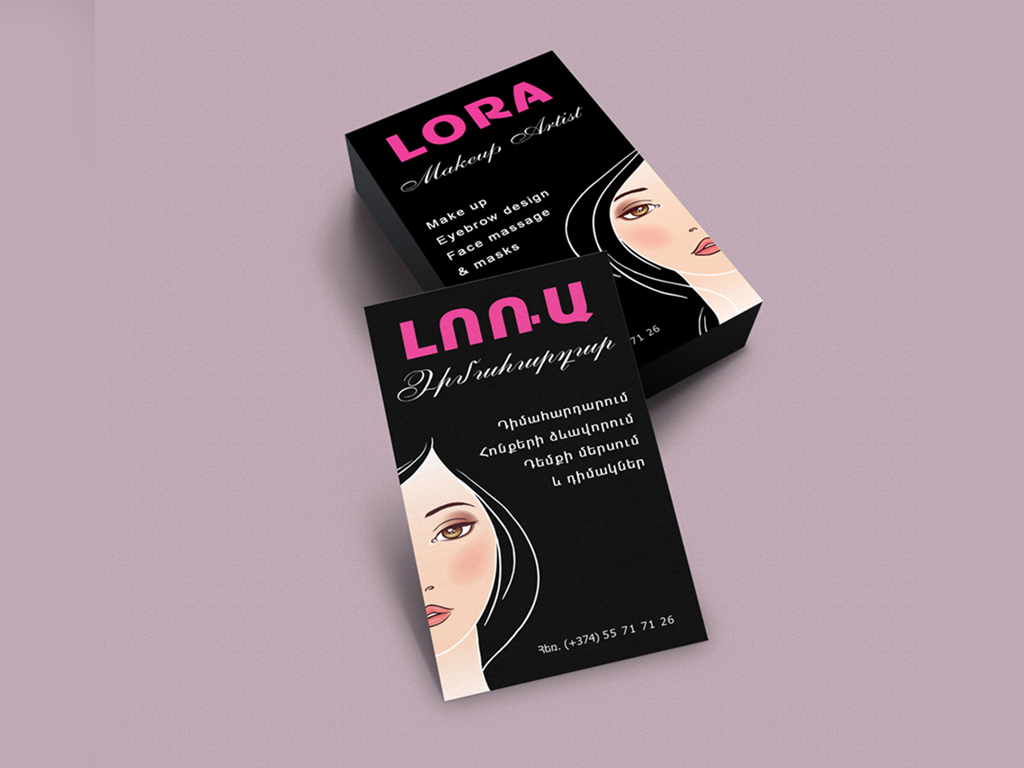 LORA
Makeup Artist
Make up
Eyebrow design
Face massage
& masks
71 26
ԼՈՌԱ
Դիմահարդար
Դիմահարդարում
Հոնքերի ձևավորում
Դեմքի մերսում
և դիմակներ
Հեռ. (+374) 55 71 71 26